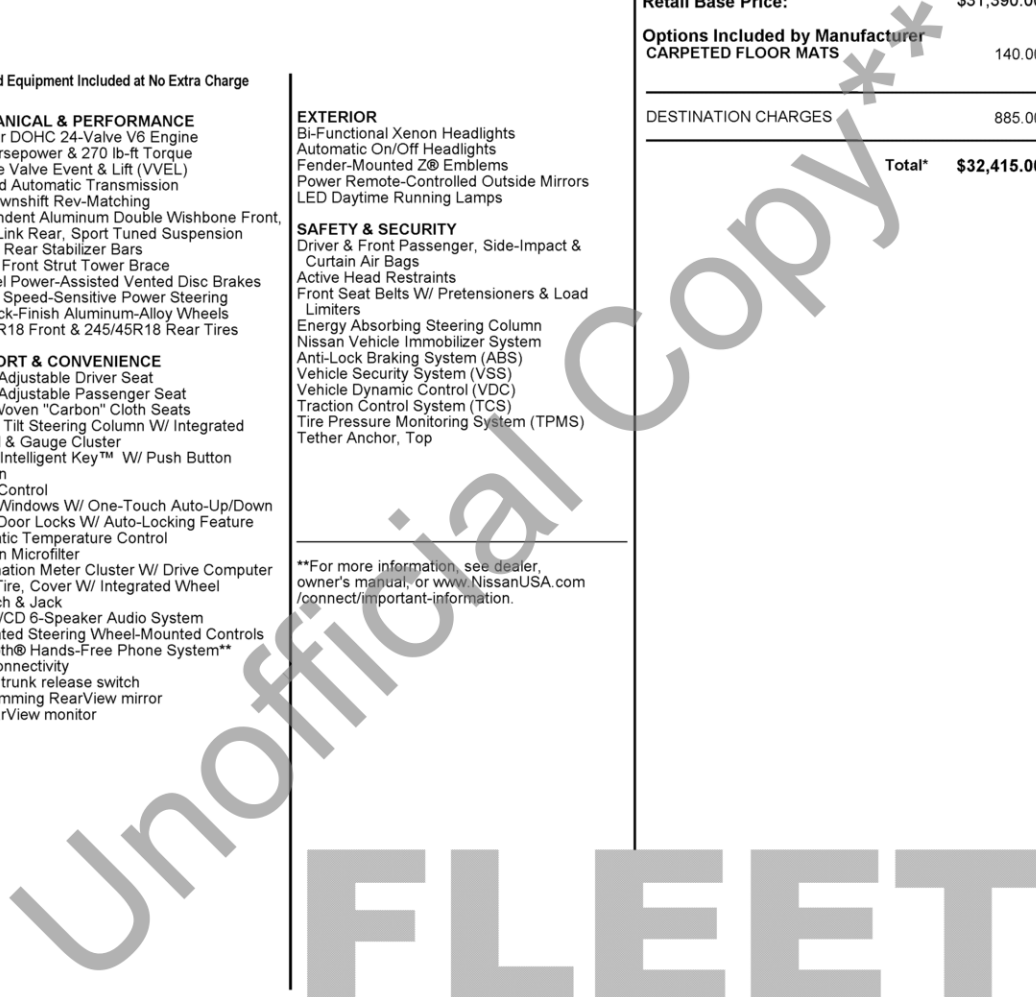 d Equipment Included at No Extra Charge
ANICAL & PERFORMANCE
r DOHC 24-Valve V6 Engine
rsepower & 270 lb-ft Torque
e Valve Event & Lift (VVEL)
d Automatic Transmission
wnshift Rev-Matching
ndent Aluminum Double Wishbone Front,
Link Rear, Sport Tuned Suspension
Rear Stabilizer Bars
Front Strut Tower Brace
el Power-Assisted Vented Disc Brakes
Speed-Sensitive Power Steering
ck-Finish Aluminum-Alloy Wheels
R18 Front & 245/45R18 Rear Tires
ORT & CONVENIENCE
Adjustable Driver Seat
Adjustable Passenger Seat
Woven "Carbon" Cloth Seats
Tilt Steering Column W/ Integrated
l & Gauge Cluster
Intelligent Key™ W/ Push Button
n
Control
Windows W/ One-Touch Auto-Up/Down
Door Locks W/ Auto-Locking Feature
tic Temperature Control
n Microfilter
nation Meter Cluster W/ Drive Computer
Tire, Cover W/ Integrated Wheel
ch & Jack
/CD 6-Speaker Audio System
ted Steering Wheel-Mounted Controls
th® Hands-Free Phone System**
onnectivity
trunk release switch
mming RearView mirror
rView monitor
EXTERIOR
Bi-Functional Xenon Headlights
Automatic On/Off Headlights
Fender-Mounted Z® Emblems
Power Remote-Controlled Outside Mirrors
LED Daytime Running Lamps
SAFETY & SECURITY
Driver & Front Passenger, Side-Impact &
Curtain Air Bags
Active Head Restraints
Front Seat Belts W/ Pretensioners & Load
Limiters
Energy Absorbing Steering Column
Nissan Vehicle Immobilizer System
Anti-Lock Braking System (ABS)
Vehicle Security System (VSS)
Vehicle Dynamic Control (VDC)
Traction Control System (TCS)
Tire Pressure Monitoring System (TPMS)
Tether Anchor, Top
**For more information, see dealer,
owner's manual, or www.NissanUSA.com
/connect/important-information.
Retail Base Price: $31,390.00
Options Included by Manufacturer
CARPETED FLOOR MATS 140.00
DESTINATION CHARGES 885.00
Total* $32,415.00
Unofficial Copy**
FLEET